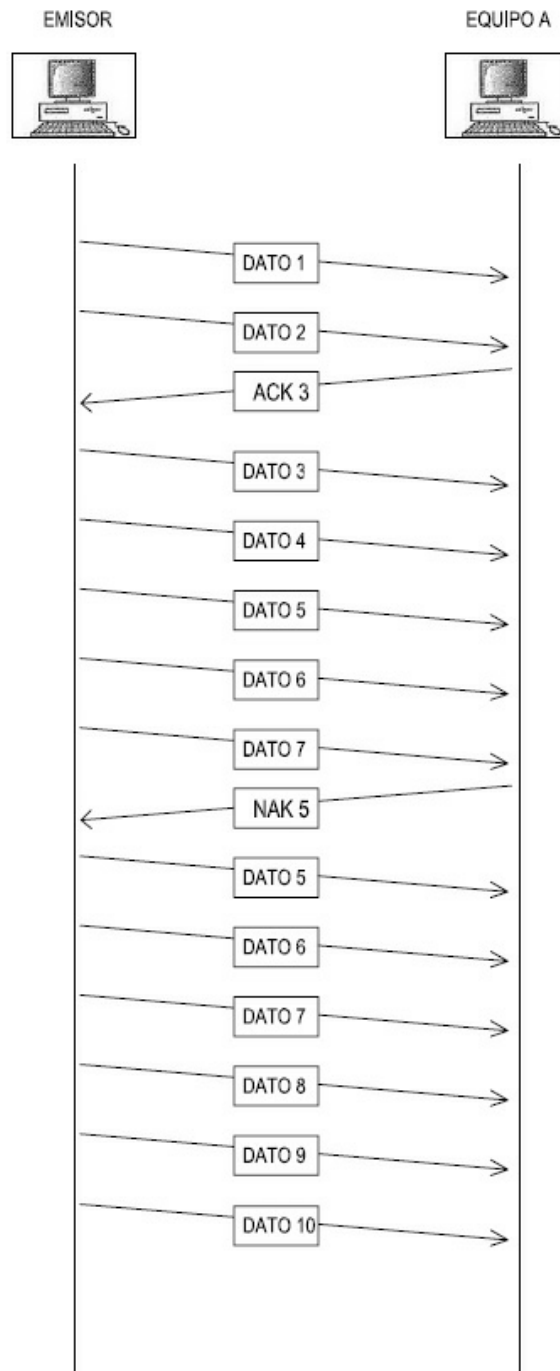 EMISOR
EQUIPO A
DATO 1
DATO 2
ACK 3
DATO 3
DATO 4
DATO 5
DATO 6
DATO 7
NAK 5
DATO 5
DATO 6
DATO 7
DATO 8
DATO 9
DATO 10